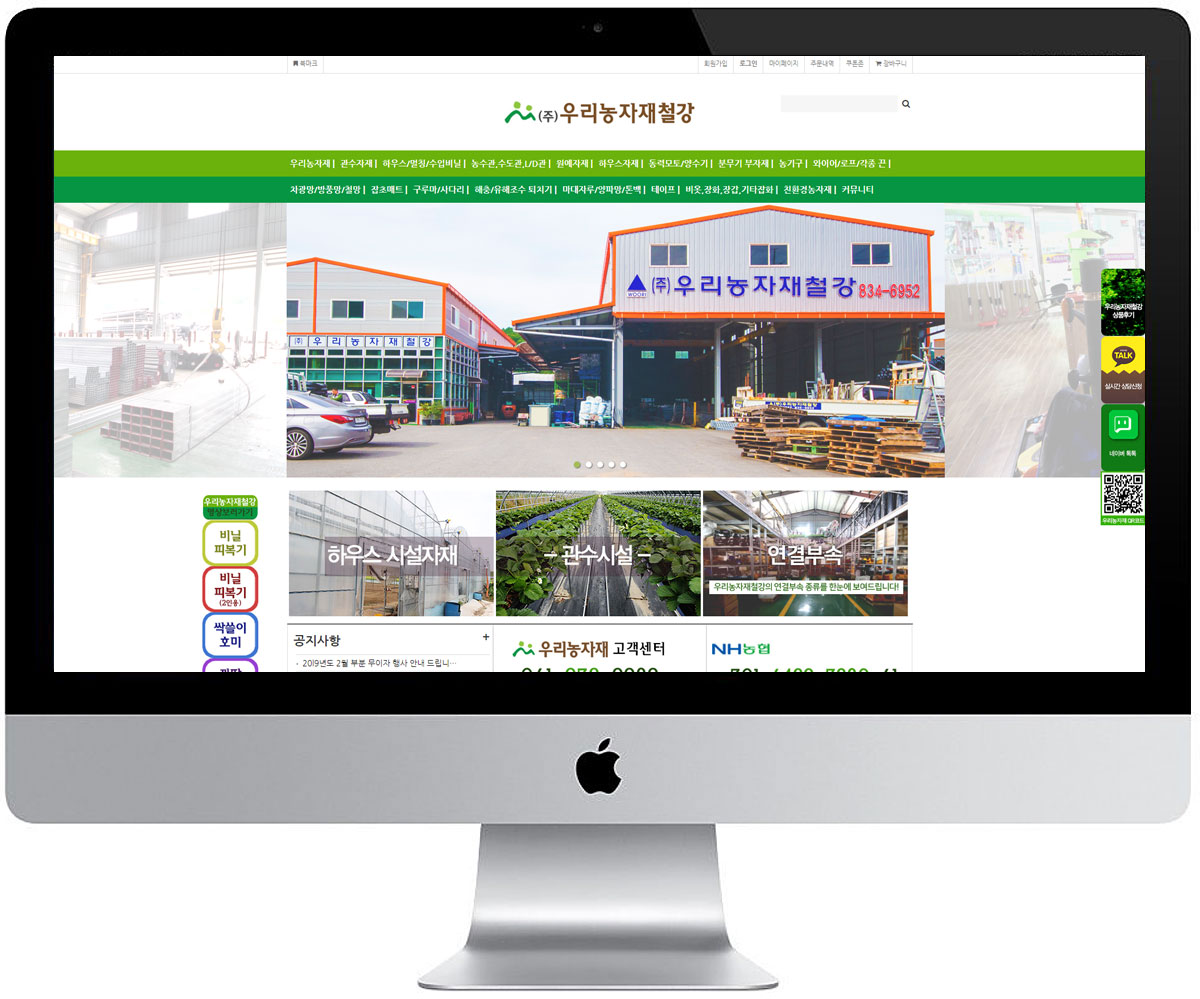 북마크
회원가입 로그인 마이페이지 주문내역 쿠폰존 장바구니
(주)우리농자재철강
우리농자재 | 관수자재 | 하우스/멀칭/수입비닐 | 농수관,수도관,L/D관 | 원예자재 | 하우스자재 | 동력모토/양수기 | 분무기 부자재 | 농기구 | 와이어/로프/각종 끈 |
차광망/방풍망/철망 | 잡초매트 | 구루마/사다리 | 해충/유해조수 퇴치기 | 마대자루/양파망/톤백 | 테이프 | 비옷,장화,장갑,기타잡화 | 친환경농자재 | 커뮤니티
WOORI
(주)우리농자재철강 834-6952
(주)우리농자재철강
우리농자재철강
상품후기
TALK
실시간 상담신청
네이버 톡톡
우리농자재 QR코드
우리농자재철강
영상보러가기
비닐
피복기
비닐
피복기
(2인용)
싹쓸이
호미
하우스 시설자재
- 관수시설 -
연결부속
우리농자재철강의 연결부속 종류를 한눈에 보여드립니다!
공지사항 +
· 2019년도 2월 부분 무이자 행사 안내 드립니…
우리농자재 고객센터
NH농협